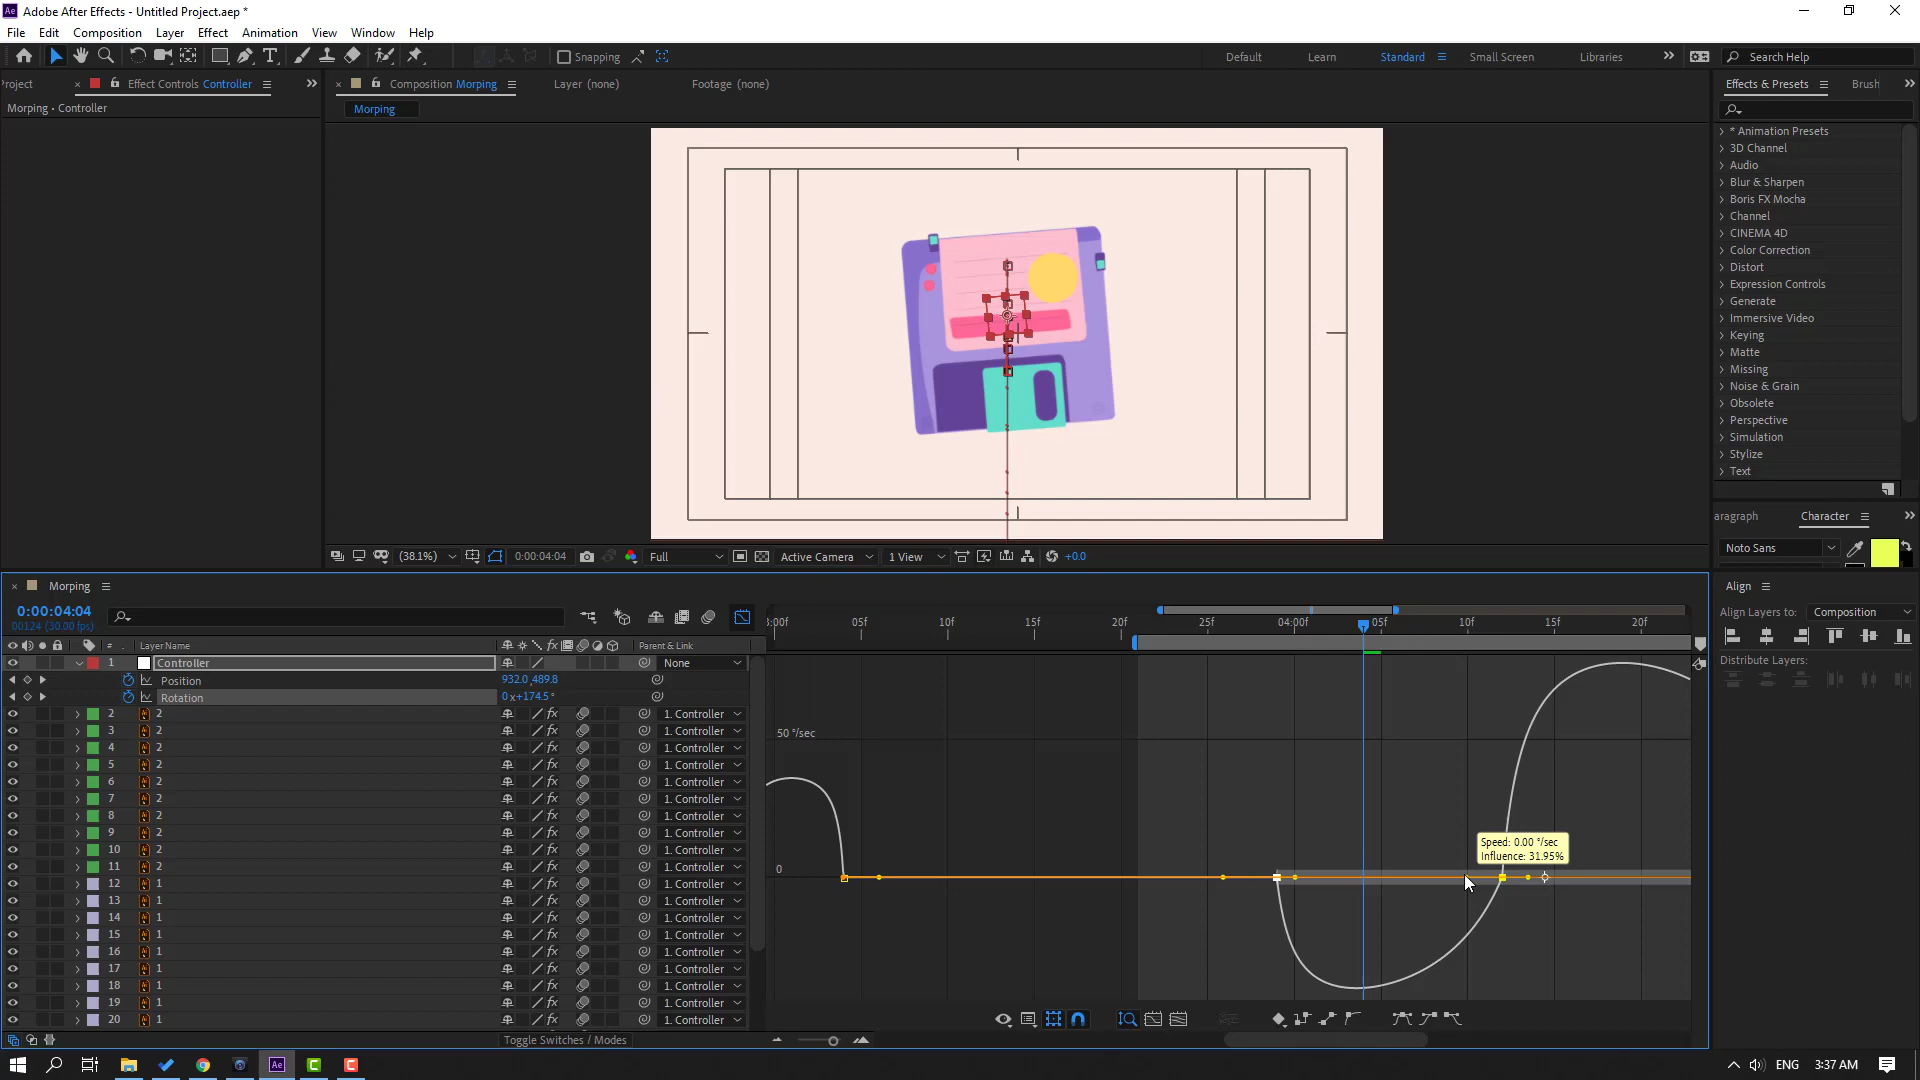 Adobe After Effects - Untitled Project.aep *
File Edit Composition Layer Effect Animation View Window Help
Snapping Default Learn Standard Small Screen Libraries Search Help
roject Effect Controls Controller Composition Morping Layer (none) Footage (none) Effects & Presets Brush
Morping • Controller
Morping
* Animation Presets
3D Channel
Audio
Blur & Sharpen
Boris FX Mocha
Channel
CINEMA 4D
Color Correction
Distort
Expression Controls
Generate
Immersive Video
Keying
Matte
Missing
Noise & Grain
Obsolete
Perspective
Simulation
Stylize
Text
aragraph Character
Noto Sans
(38.1%) 0:00:04:04 Full Active Camera 1 View +0.0
Morping
Align
0:00:04:04
00124 (30.00 fps)
Align Layers to: Composition
Distribute Layers:
3:00f 05f 10f 15f 20f 25f 04:00f 05f 10f 15f 20f
# Layer Name Parent & Link
1 Controller None
Position 932.0,489.8
Rotation 0x+174.5°
2 2 1. Controller
3 2 1. Controller
4 2 1. Controller
5 2 1. Controller
6 2 1. Controller
7 2 1. Controller
8 2 1. Controller
9 2 1. Controller
10 2 1. Controller
11 2 1. Controller
12 1 1. Controller
13 1 1. Controller
14 1 1. Controller
15 1 1. Controller
16 1 1. Controller
17 1 1. Controller
18 1 1. Controller
19 1 1. Controller
20 1 1. Controller
50 °/sec
0
Speed: 0.00 °/sec
Influence: 31.95%
Toggle Switches / Modes
ENG 3:37 AM